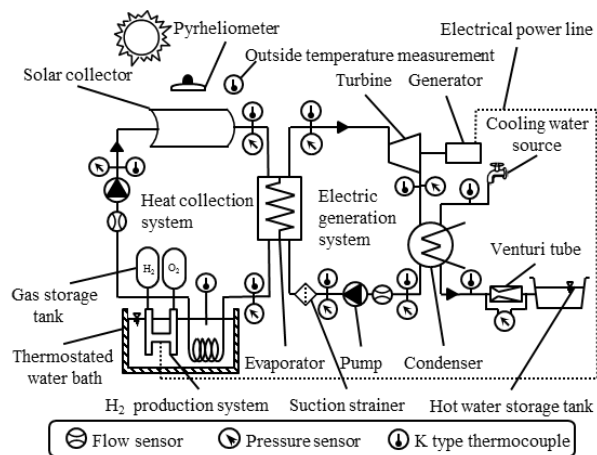 Pyrheliometer
Electrical power line
Outside temperature measurement
Solar collector
Turbine
Generator
Cooling water
source
Heat collection
system
Electric
generation
system
H₂
O₂
Venturi tube
Gas storage
tank
Thermostated
water bath
Evaporator
Pump
Condenser
H₂ production system
Suction strainer
Hot water storage tank
Flow sensor
Pressure sensor
K type thermocouple